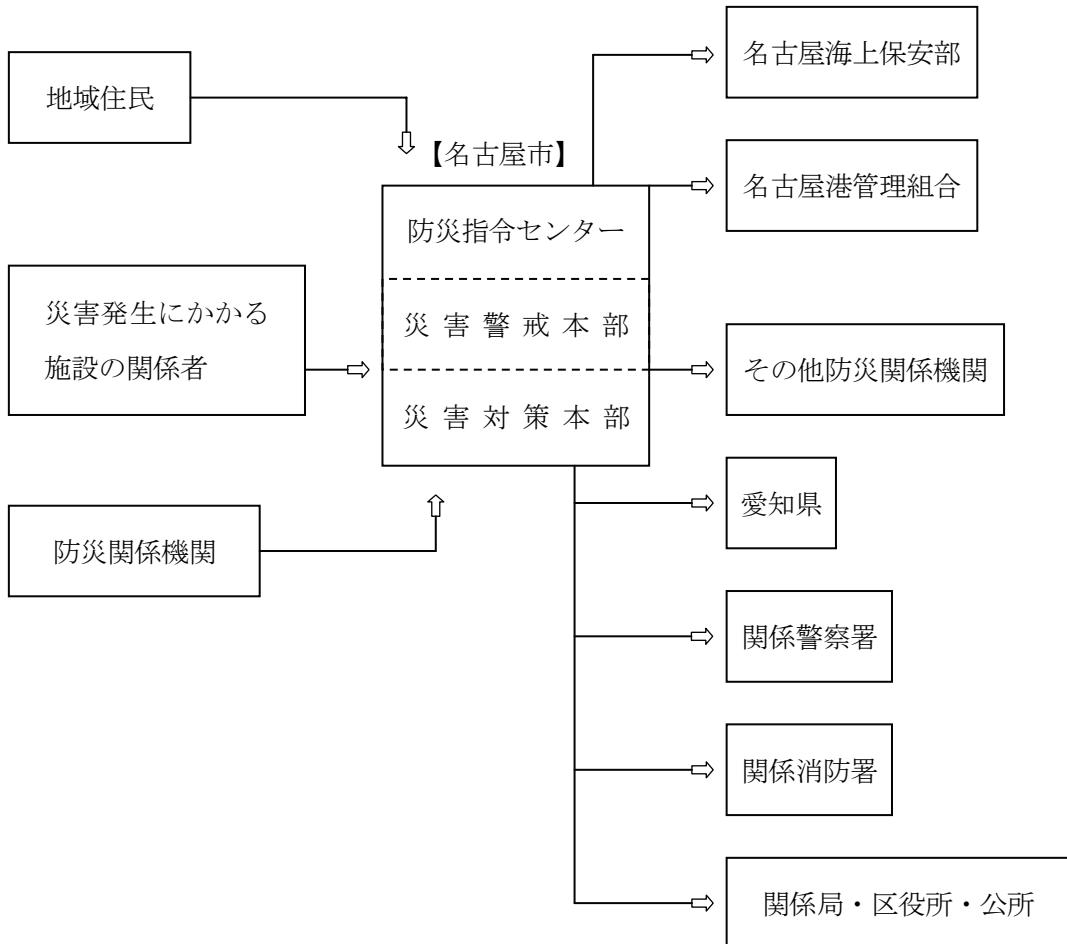 地域住民
災害発生にかかる
施設の関係者
防災関係機関
【名古屋市】
防災指令センター
災害警戒本部
災害対策本部
名古屋海上保安部
名古屋港管理組合
その他防災関係機関
愛知県
関係警察署
関係消防署
関係局・区役所・公所